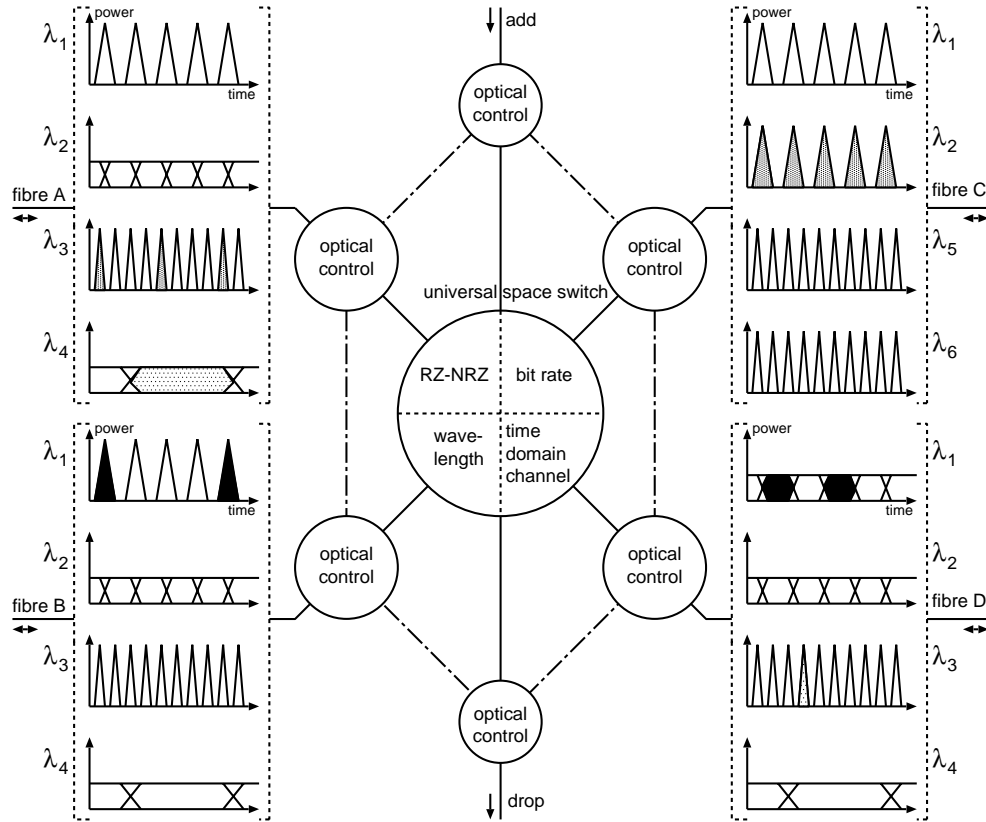 power
λ1
time
λ2
fibre A
λ3
λ4
power
λ1
time
λ2
fibre B
λ3
λ4
add
optical
control
optical
control
optical
control
universal space switch
RZ-NRZ
bit rate
wave-
length
time
domain
channel
optical
control
optical
control
optical
control
drop
power
λ1
time
λ2
fibre C
λ5
λ6
power
λ1
time
λ2
fibre D
λ3
λ4